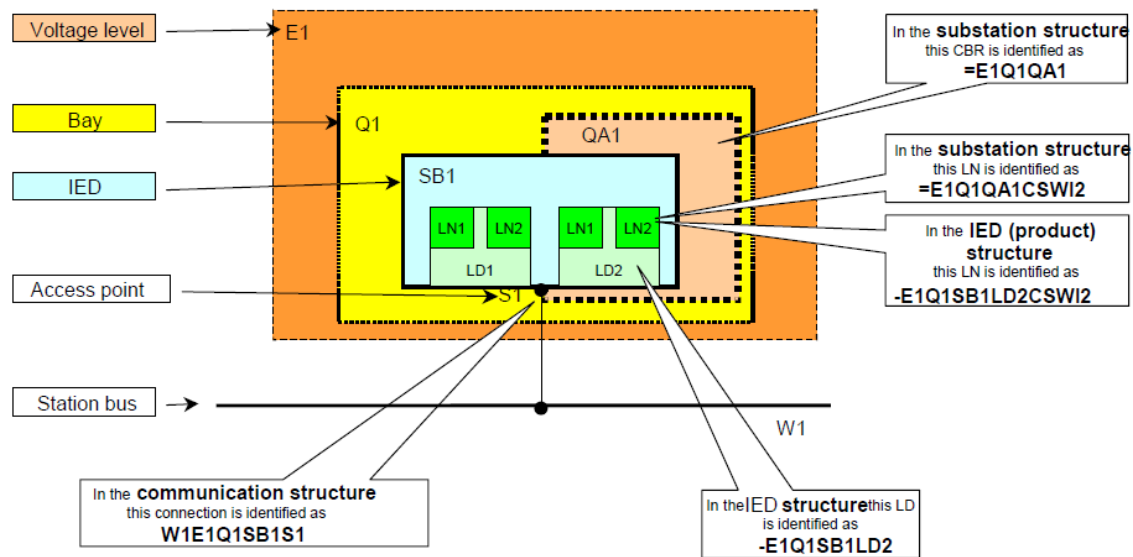 Voltage level
Bay
IED
Access point
Station bus
E1
Q1
QA1
SB1
LN1
LN2
LD1
LN1
LN2
LD2
S1
W1
In the substation structure
this CBR is identified as
=E1Q1QA1
In the substation structure
this LN is identified as
=E1Q1QA1CSWI2
In the IED (product)
structure
this LN is identified as
-E1Q1SB1LD2CSWI2
In the communication structure
this connection is identified as
W1E1Q1SB1S1
In the IED structure this LD
is identified as
-E1Q1SB1LD2